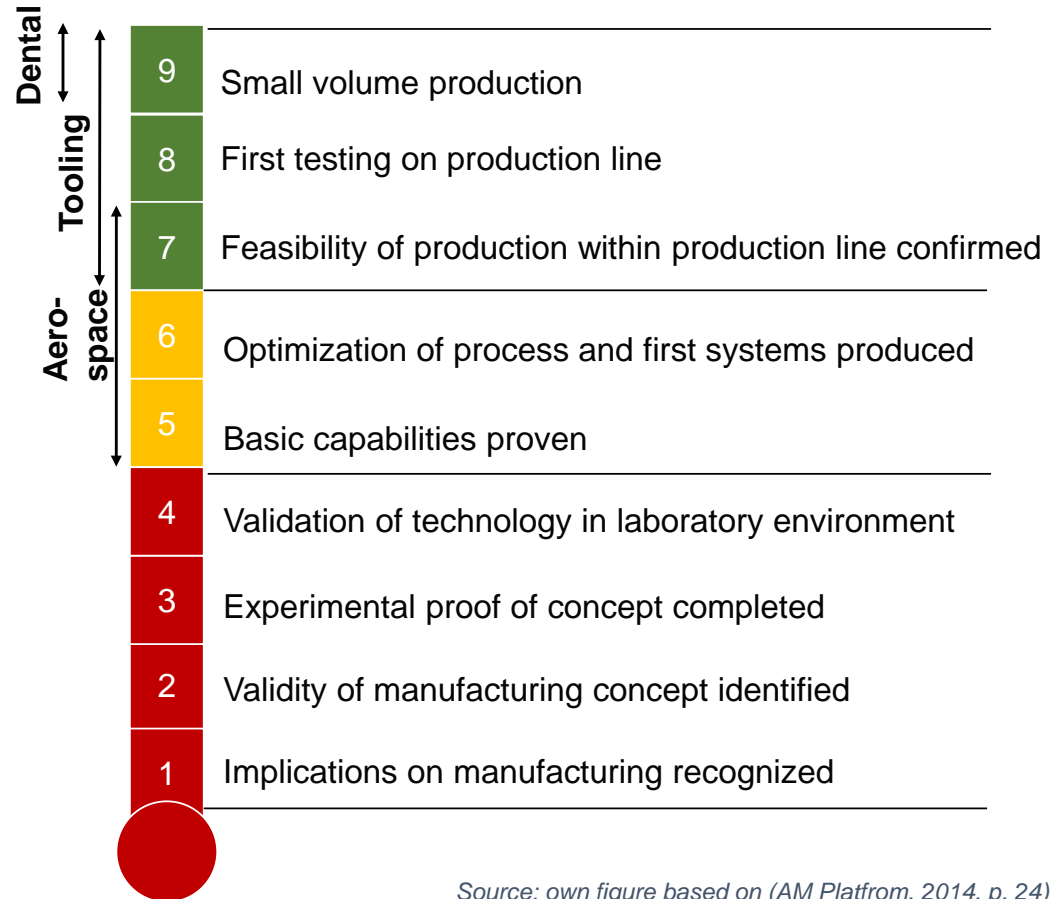 Dental
Tooling
Aero-
space
9
Small volume production
8
First testing on production line
7
Feasibility of production within production line confirmed
6
Optimization of process and first systems produced
5
Basic capabilities proven
4
Validation of technology in laboratory environment
3
Experimental proof of concept completed
2
Validity of manufacturing concept identified
1
Implications on manufacturing recognized
Source: own figure based on (AM Platfrom, 2014, p. 24)